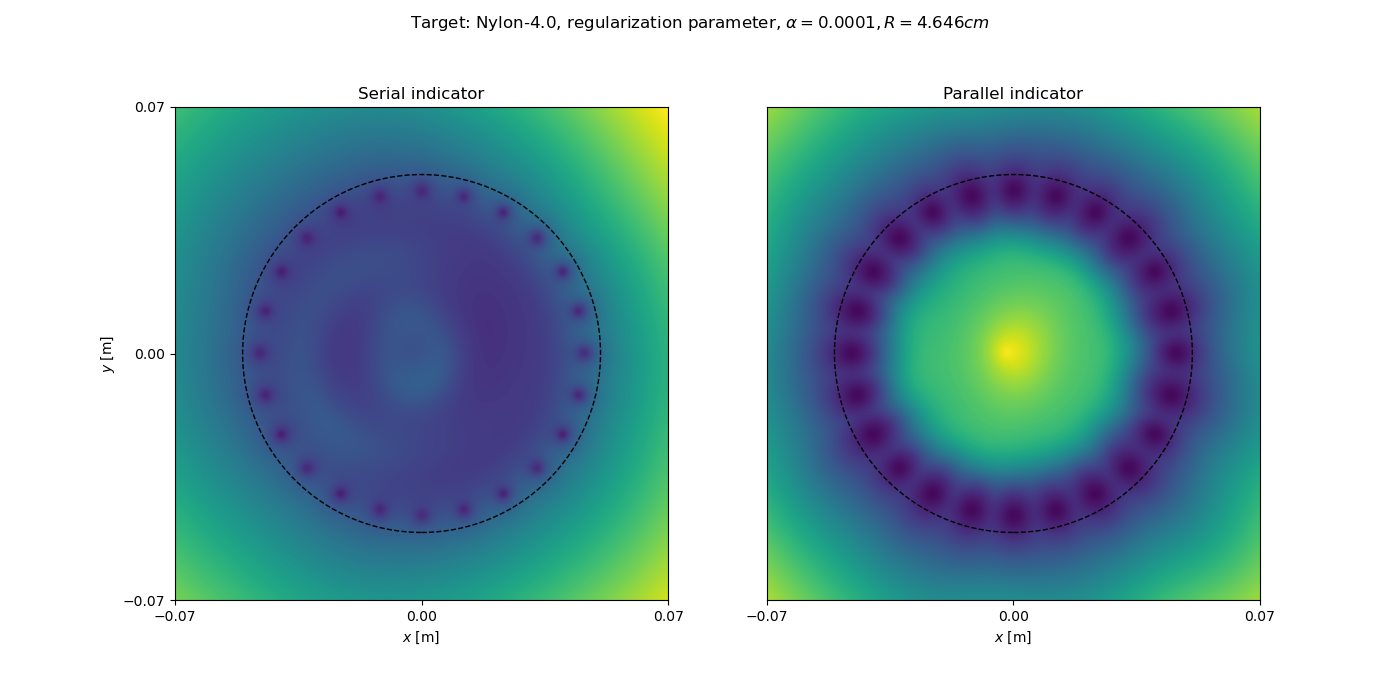 Target: Nylon-4.0, regularization parameter, α = 0.0001, R = 4.646cm
Serial indicator
Parallel indicator
0.07
0.00
−0.07
y [m]
−0.07 0.00 0.07
−0.07 0.00 0.07
x [m]
x [m]